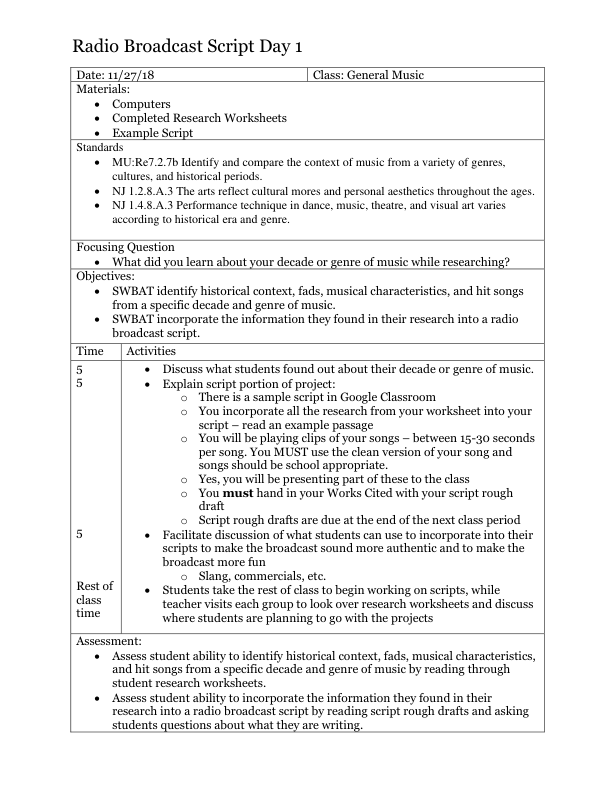 Radio Broadcast Script Day 1
Date: 11/27/18
Class: General Music
Materials:
• Computers
• Completed Research Worksheets
• Example Script
Standards
• MU:Re7.2.7b Identify and compare the context of music from a variety of genres,
cultures, and historical periods.
• NJ 1.2.8.A.3 The arts reflect cultural mores and personal aesthetics throughout the ages.
• NJ 1.4.8.A.3 Performance technique in dance, music, theatre, and visual art varies
according to historical era and genre.
Focusing Question
• What did you learn about your decade or genre of music while researching?
Objectives:
• SWBAT identify historical context, fads, musical characteristics, and hit songs
from a specific decade and genre of music.
• SWBAT incorporate the information they found in their research into a radio
broadcast script.
Time
Activities
5
• Discuss what students found out about their decade or genre of music.
5
• Explain script portion of project:
o There is a sample script in Google Classroom
o You incorporate all the research from your worksheet into your
script – read an example passage
o You will be playing clips of your songs – between 15-30 seconds
per song. You MUST use the clean version of your song and
songs should be school appropriate.
o Yes, you will be presenting part of these to the class
o You must hand in your Works Cited with your script rough
draft
o Script rough drafts are due at the end of the next class period
5
• Facilitate discussion of what students can use to incorporate into their
scripts to make the broadcast sound more authentic and to make the
broadcast more fun
o Slang, commercials, etc.
Rest of
class
time
• Students take the rest of class to begin working on scripts, while
teacher visits each group to look over research worksheets and discuss
where students are planning to go with the projects
Assessment:
• Assess student ability to identify historical context, fads, musical characteristics,
and hit songs from a specific decade and genre of music by reading through
student research worksheets.
• Assess student ability to incorporate the information they found in their
research into a radio broadcast script by reading script rough drafts and asking
students questions about what they are writing.